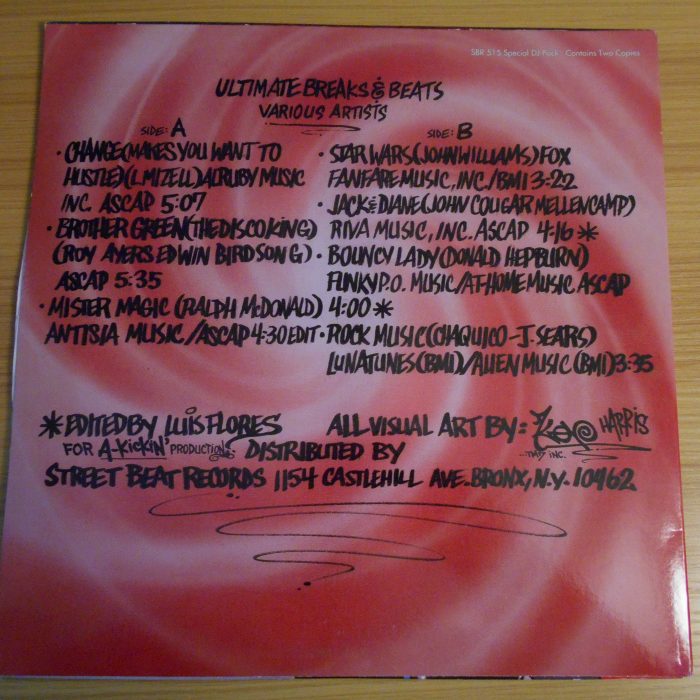 SBR 515 Special DJ Pack Contains Two Copies
ULTIMATE BREAKS & BEATS
VARIOUS ARTISTS
SIDE: A
• CHANGE (MAKES YOU WANT TO
HUSTLE) (L.MIZELL) ALRUBY MUSIC
INC. ASCAP 5:07
• BROTHER GREEN (THE DISCO KING)
(ROY AYERS EDWIN BIRDSONG)
ASCAP 5:35
• MISTER MAGIC (RALPH McDONALD)
ANTISIA MUSIC / ASCAP 4:30 EDIT
SIDE: B
• STAR WARS (JOHN WILLIAMS) FOX
FANFARE MUSIC, INC./BMI 3:22
• JACK & DIANE (JOHN COUGAR MELLENCAMP)
RIVA MUSIC, INC. ASCAP 4:16 *
• BOUNCY LADY (DONALD HEPBURN)
FUNKY P.O. MUSIC/AT-HOME MUSIC ASCAP
4:00 *
• ROCK MUSIC (CHAQUICO-J.SEARS)
LUNATUNES (BMI)/ALIEN MUSIC (BMI) 3:35
* EDITED BY LUIS FLORES
FOR A-KICKIN' PRODUCTIONS
ALL VISUAL ART BY: HARRIS
...TMD INC.
DISTRIBUTED BY
STREET BEAT RECORDS 1154 CASTLEHILL AVE. BRONX, N.Y. 10962